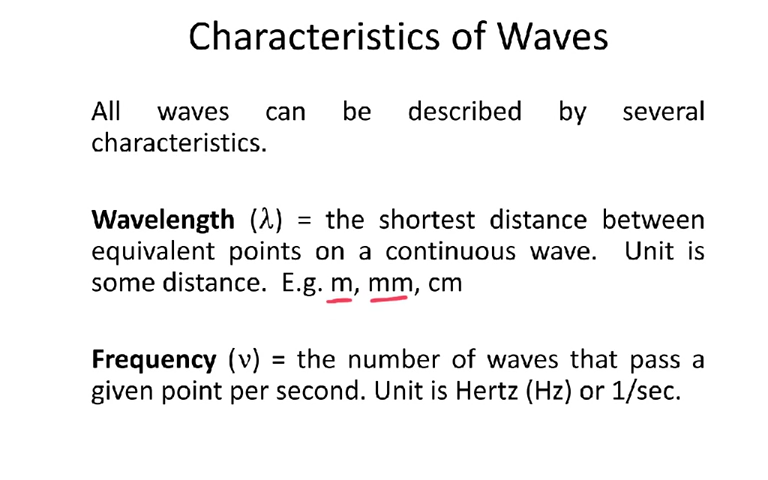 Characteristics of Waves
All waves can be described by several
characteristics.
Wavelength (λ) = the shortest distance between
equivalent points on a continuous wave. Unit is
some distance. E.g. m, mm, cm
Frequency (ν) = the number of waves that pass a
given point per second. Unit is Hertz (Hz) or 1/sec.